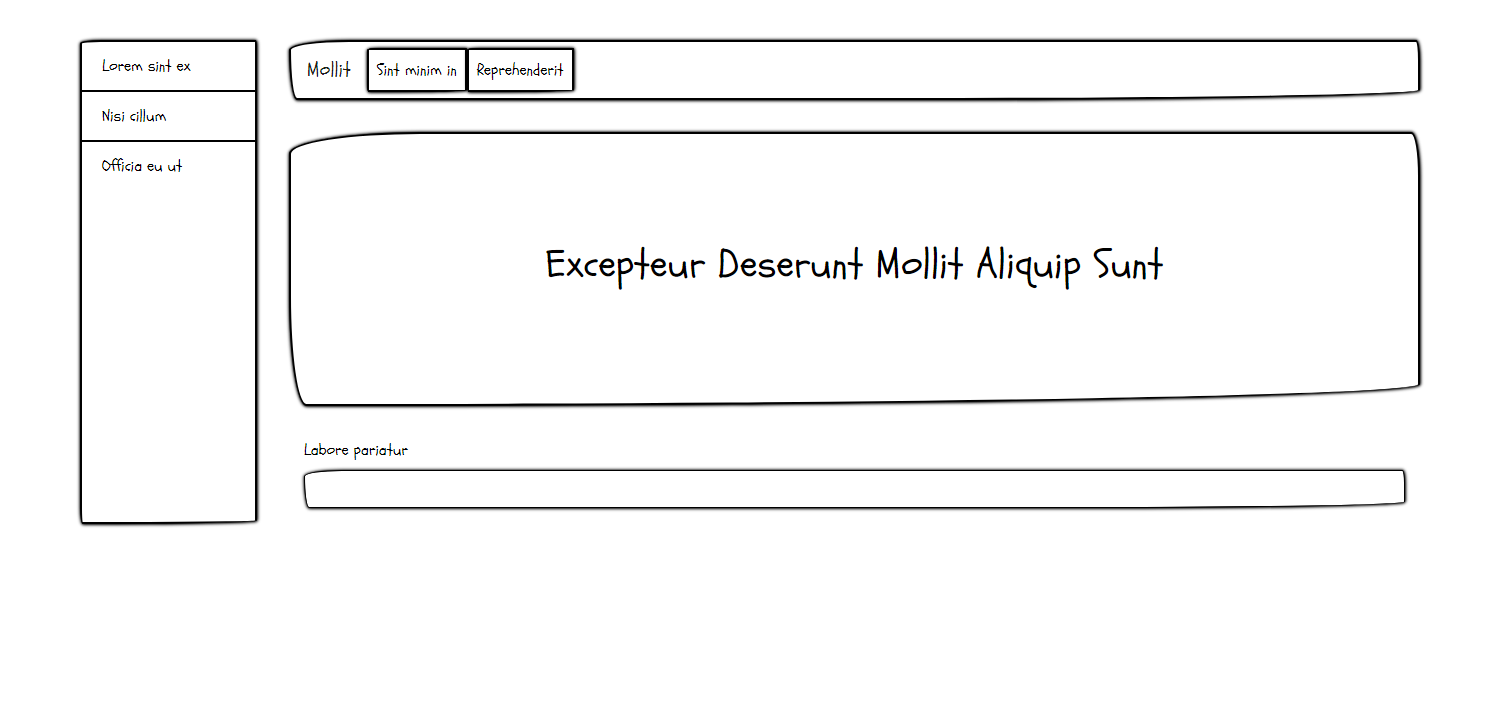 Lorem sint ex
Nisi cillum
Officia eu ut
Mollit
Sint minim in
Reprehenderit
Excepteur Deserunt Mollit Aliquip Sunt
Labore pariatur